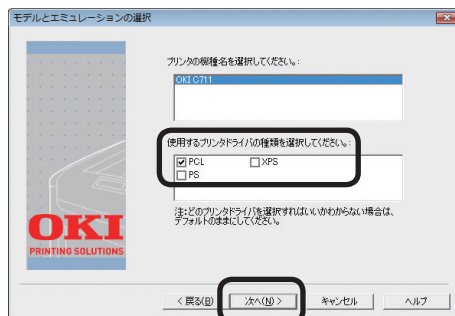 モデルとエミュレーションの選択
プリンタの機種名を選択してください。:
OKI C711
使用するプリンタドライバの種類を選択してください。:
PCL XPS
PS
注:どのプリンタドライバを選択すればいいかわからない場合は、
デフォルトのままにしてください。
OKI
PRINTING SOLUTIONS
< 戻る(B) 次へ(N) > キャンセル ヘルプ